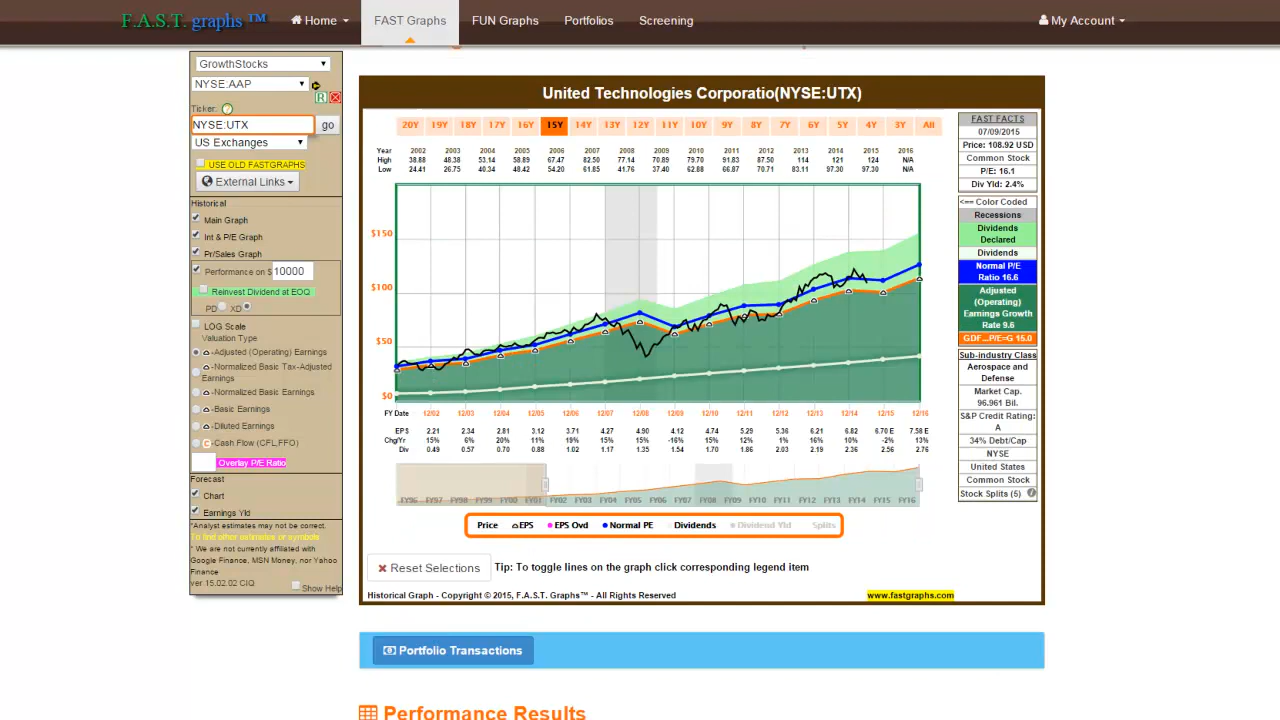 F.A.S.T. graphs ™ Home FAST Graphs FUN Graphs Portfolios Screening My Account
GrowthStocks
NYSE:AAP
R
Ticker: ?
NYSE:UTX go
US Exchanges
USE OLD FASTGRAPHS
External Links
Historical
Main Graph
Int & P/E Graph
Pr/Sales Graph
Performance on $ 10000
Reinvest Dividend at EOQ
PD XD
LOG Scale
Valuation Type
-Adjusted (Operating) Earnings
-Normalized Basic Tax-Adjusted
Earnings
-Normalized Basic Earnings
-Basic Earnings
-Diluted Earnings
C -Cash Flow (CFL,FFO)
Overlay P/E Ratio
Forecast
Chart
Earnings Yld
*Analyst estimates may not be correct.
To find other estimates or symbols
* We are not currently affiliated with
Google Finance, MSN Money, nor Yahoo
Finance
ver 15.02.02 CIQ
Show Help
United Technologies Corporatio(NYSE:UTX)
20Y 19Y 18Y 17Y 16Y 15Y 14Y 13Y 12Y 11Y 10Y 9Y 8Y 7Y 6Y 5Y 4Y 3Y All
Year 2002 2003 2004 2005 2006 2007 2008 2009 2010 2011 2012 2013 2014 2015 2016
High 38.88 48.38 53.14 58.89 67.47 82.50 77.14 70.89 79.70 91.83 87.50 114 121 124 N/A
Low 24.41 26.75 40.34 48.42 54.20 61.85 41.76 37.40 62.88 66.87 70.71 83.11 97.30 97.30 N/A
$150
$100
$50
$0
FY Date 12/02 12/03 12/04 12/05 12/06 12/07 12/08 12/09 12/10 12/11 12/12 12/13 12/14 12/15 12/16
EPS 2.21 2.34 2.81 3.12 3.71 4.27 4.90 4.12 4.74 5.29 5.36 6.21 6.82 6.70 E 7.58 E
Chg/Yr 15% 6% 20% 11% 19% 15% 15% -16% 15% 12% 1% 16% 10% -2% 13%
Div 0.49 0.57 0.70 0.88 1.02 1.17 1.35 1.54 1.70 1.86 2.03 2.19 2.36 2.56 2.76
FY96 FY97 FY98 FY99 FY00 FY01 FY02 FY03 FY04 FY05 FY06 FY07 FY08 FY09 FY10 FY11 FY12 FY13 FY14 FY15 FY16
Price EPS EPS Ovd Normal PE Dividends Dividend Yld Splits
Reset Selections Tip: To toggle lines on the graph click corresponding legend item
Historical Graph - Copyright © 2015, F.A.S.T. Graphs™ - All Rights Reserved www.fastgraphs.com
FAST FACTS
07/09/2015
Price: 108.92 USD
Common Stock
P/E: 16.1
Div Yld: 2.4%
<== Color Coded
Recessions
Dividends
Declared
Dividends
Normal P/E
Ratio 16.6
Adjusted
(Operating)
Earnings Growth
Rate 9.6
GDF...P/E=G 15.0
Sub-industry Class
Aerospace and
Defense
Market Cap.
96.961 Bil.
S&P Credit Rating:
A
34% Debt/Cap
NYSE
United States
Common Stock
Stock Splits (5)
Portfolio Transactions
Performance Results